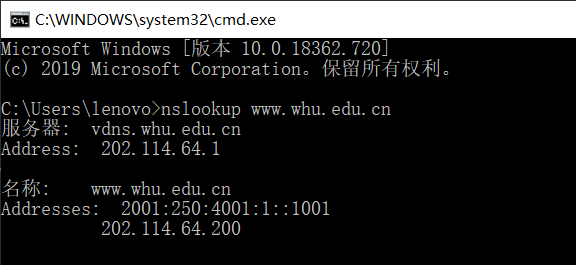 C:\WINDOWS\system32\cmd.exe
Microsoft Windows [版本 10.0.18362.720]
(c) 2019 Microsoft Corporation。保留所有权利。
C:\Users\lenovo>nslookup www.whu.edu.cn
服务器:  vdns.whu.edu.cn
Address:  202.114.64.1
名称:    www.whu.edu.cn
Addresses:  2001:250:4001:1::1001
202.114.64.200